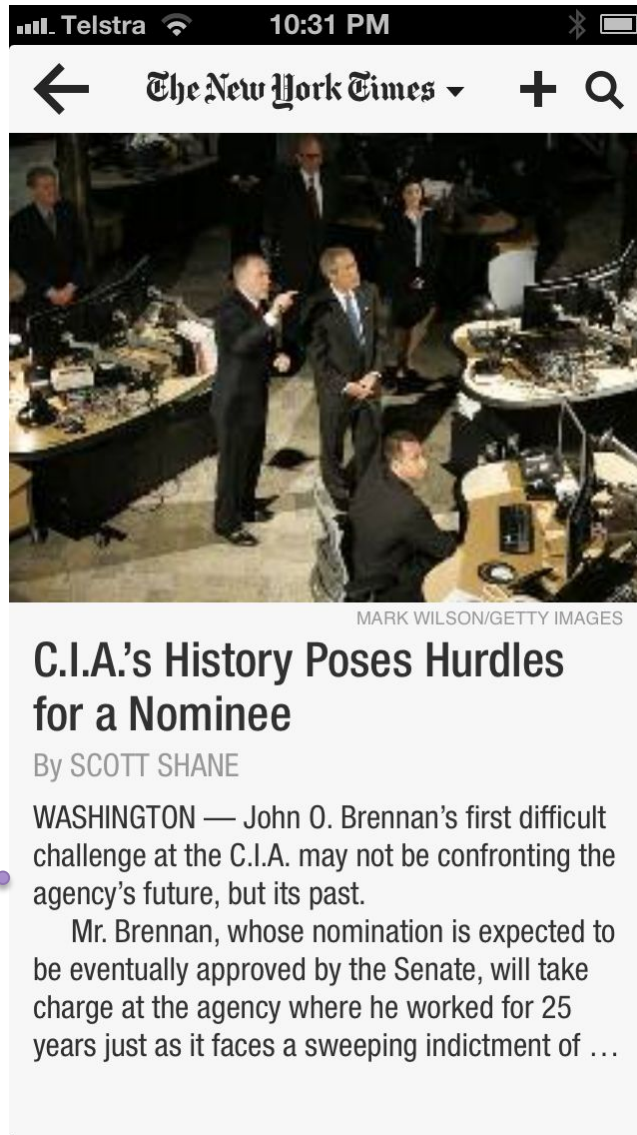 Telstra 10:31 PM
The New York Times
MARK WILSON/GETTY IMAGES
C.I.A.’s History Poses Hurdles
for a Nominee
By SCOTT SHANE
WASHINGTON — John O. Brennan’s first difficult
challenge at the C.I.A. may not be confronting the
agency’s future, but its past.
Mr. Brennan, whose nomination is expected to
be eventually approved by the Senate, will take
charge at the agency where he worked for 25
years just as it faces a sweeping indictment of …